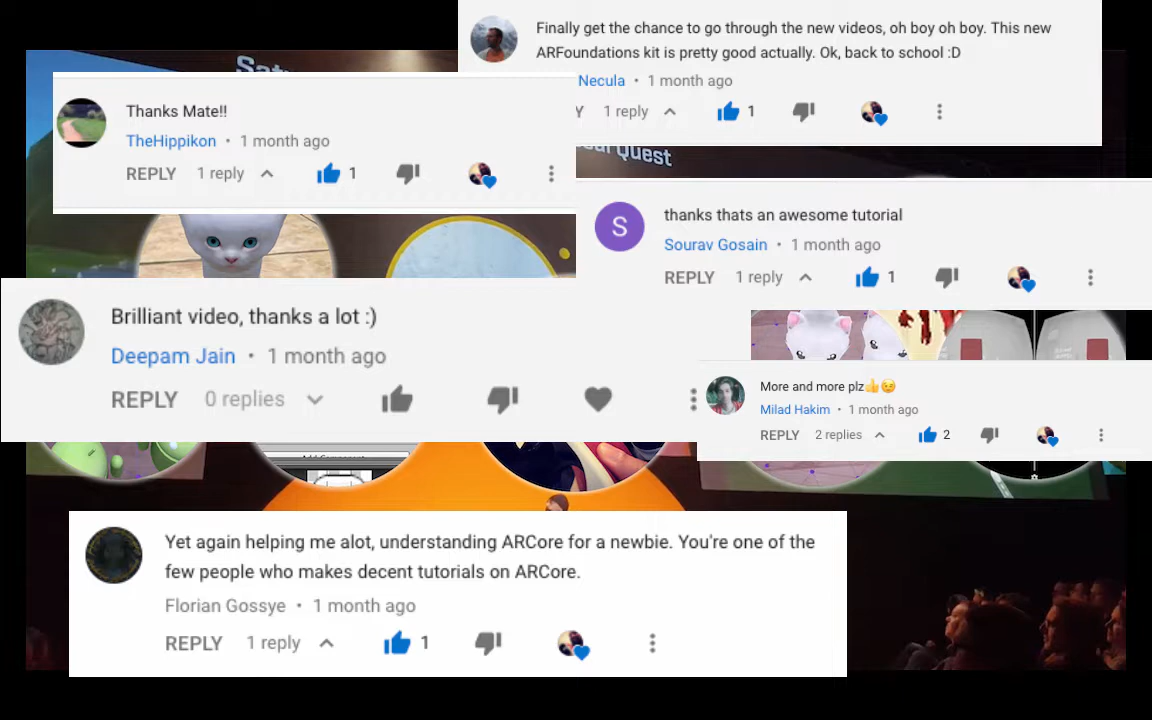 Finally get the chance to go through the new videos, oh boy oh boy. This new
ARFoundations kit is pretty good actually. Ok, back to school :D
Necula • 1 month ago
Y 1 reply 1
Thanks Mate!!
TheHippikon • 1 month ago
REPLY 1 reply 1
Quest
thanks thats an awesome tutorial
Sourav Gosain • 1 month ago
REPLY 1 reply 1
S
Brilliant video, thanks a lot :)
Deepam Jain • 1 month ago
REPLY 0 replies
More and more plz👍😉
Milad Hakim • 1 month ago
REPLY 2 replies 2
Yet again helping me alot, understanding ARCore for a newbie. You're one of the
few people who makes decent tutorials on ARCore.
Florian Gossye • 1 month ago
REPLY 1 reply 1